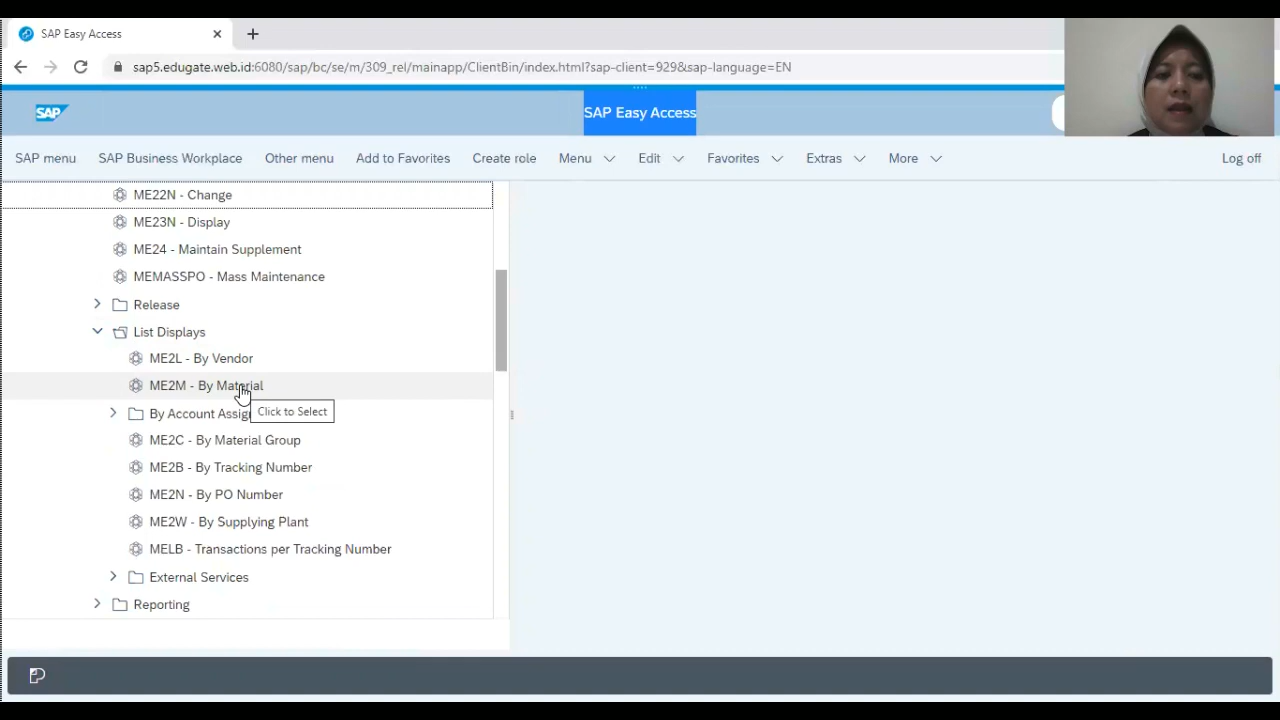 SAP Easy Access
sap5.edugate.web.id:6080/sap/bc/se/m/309_rel/mainapp/ClientBin/index.html?sap-client=929&sap-language=EN
SAP
SAP Easy Access
SAP menu SAP Business Workplace Other menu Add to Favorites Create role Menu Edit Favorites Extras More Log off
ME22N - Change
ME23N - Display
ME24 - Maintain Supplement
MEMASSPO - Mass Maintenance
Release
List Displays
ME2L - By Vendor
ME2M - By Material
By Account
Click to Select
ME2C - By Material Group
ME2B - By Tracking Number
ME2N - By PO Number
ME2W - By Supplying Plant
MELB - Transactions per Tracking Number
External Services
Reporting